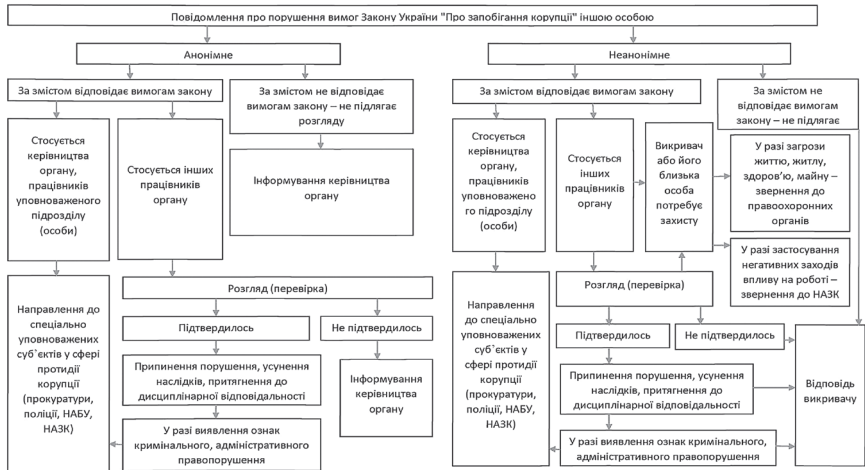 Повідомлення про порушення вимог Закону України "Про запобігання корупції" іншою особою
Анонімне
За змістом відповідає вимогам закону
За змістом не відповідає
вимогам закону – не підлягає
розгляду
Стосується
керівництва
органу,
працівників
уповноваженого
підрозділу
(особи)
Стосується інших
працівників
органу
Інформування керівництва
органу
Розгляд (перевірка)
Направлення до
спеціально
уповноважених
суб`єктів у сфері
протидії
корупції
(прокуратури,
поліції, НАБУ,
НАЗК)
Підтвердилось
Не підтвердилось
Припинення порушення, усунення
наслідків, притягнення до
дисциплінарної відповідальності
Інформування
керівництва
органу
У разі виявлення ознак
кримінального, адміністративного
правопорушення
Неанонімне
За змістом відповідає вимогам закону
За змістом не
відповідає вимогам
закону – не підлягає
Стосується
керівництва
органу,
працівників
уповноважено
го підрозділу
(особи)
Стосується
інших
працівників
органу
Викривач
або його
близька
особа
потребує
захисту
У разі загрози
життю, житлу,
здоров’ю, майну –
звернення до
правоохоронних
органів
У разі застосування
негативних заходів
впливу на роботі –
звернення до НАЗК
Розгляд (перевірка)
Направлення до
спеціально
уповноважених
суб`єктів у
сфері протидії
корупції
(прокуратури,
поліції, НАБУ,
НАЗК)
Підтвердилось
Не підтвердилось
Припинення порушення, усунення
наслідків, притягнення до
дисциплінарної відповідальності
Відповідь
викривачу
У разі виявлення ознак кримінального,
адміністративного правопорушення